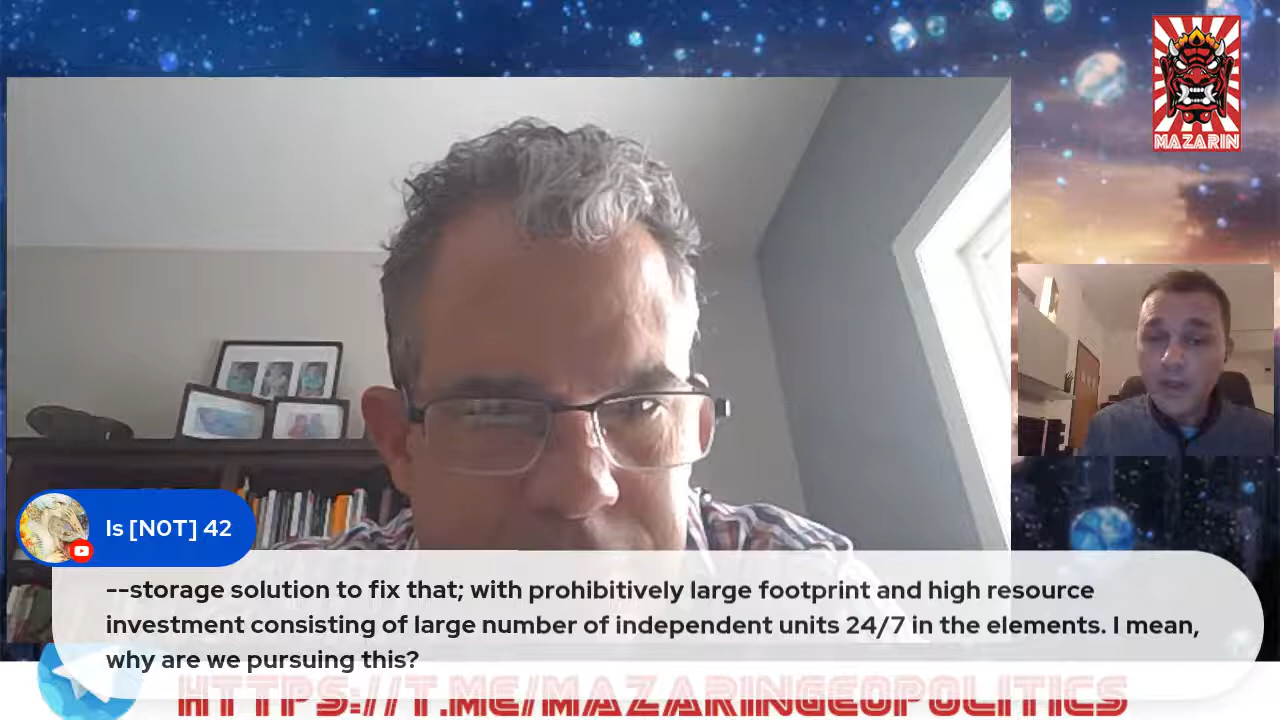 MAZARIN
Is [N0T] 42
--storage solution to fix that; with prohibitively large footprint and high resource
investment consisting of large number of independent units 24/7 in the elements. I mean,
why are we pursuing this?
HTTPS://T.ME/MAZARINGEOPOLITICS